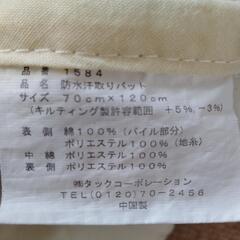 品番 1584
品名 防水汗取りパット
サイズ 70cm×120cm
(キルティング製許容範囲 +5%,-3%)
表側 綿100%(パイル部分)
ポリエステル100%(地糸)
中綿 ポリエステル100%
裏側 ポリエステル100%
㈱タックコーポレーション
TEL(0120)70-2456
中国製